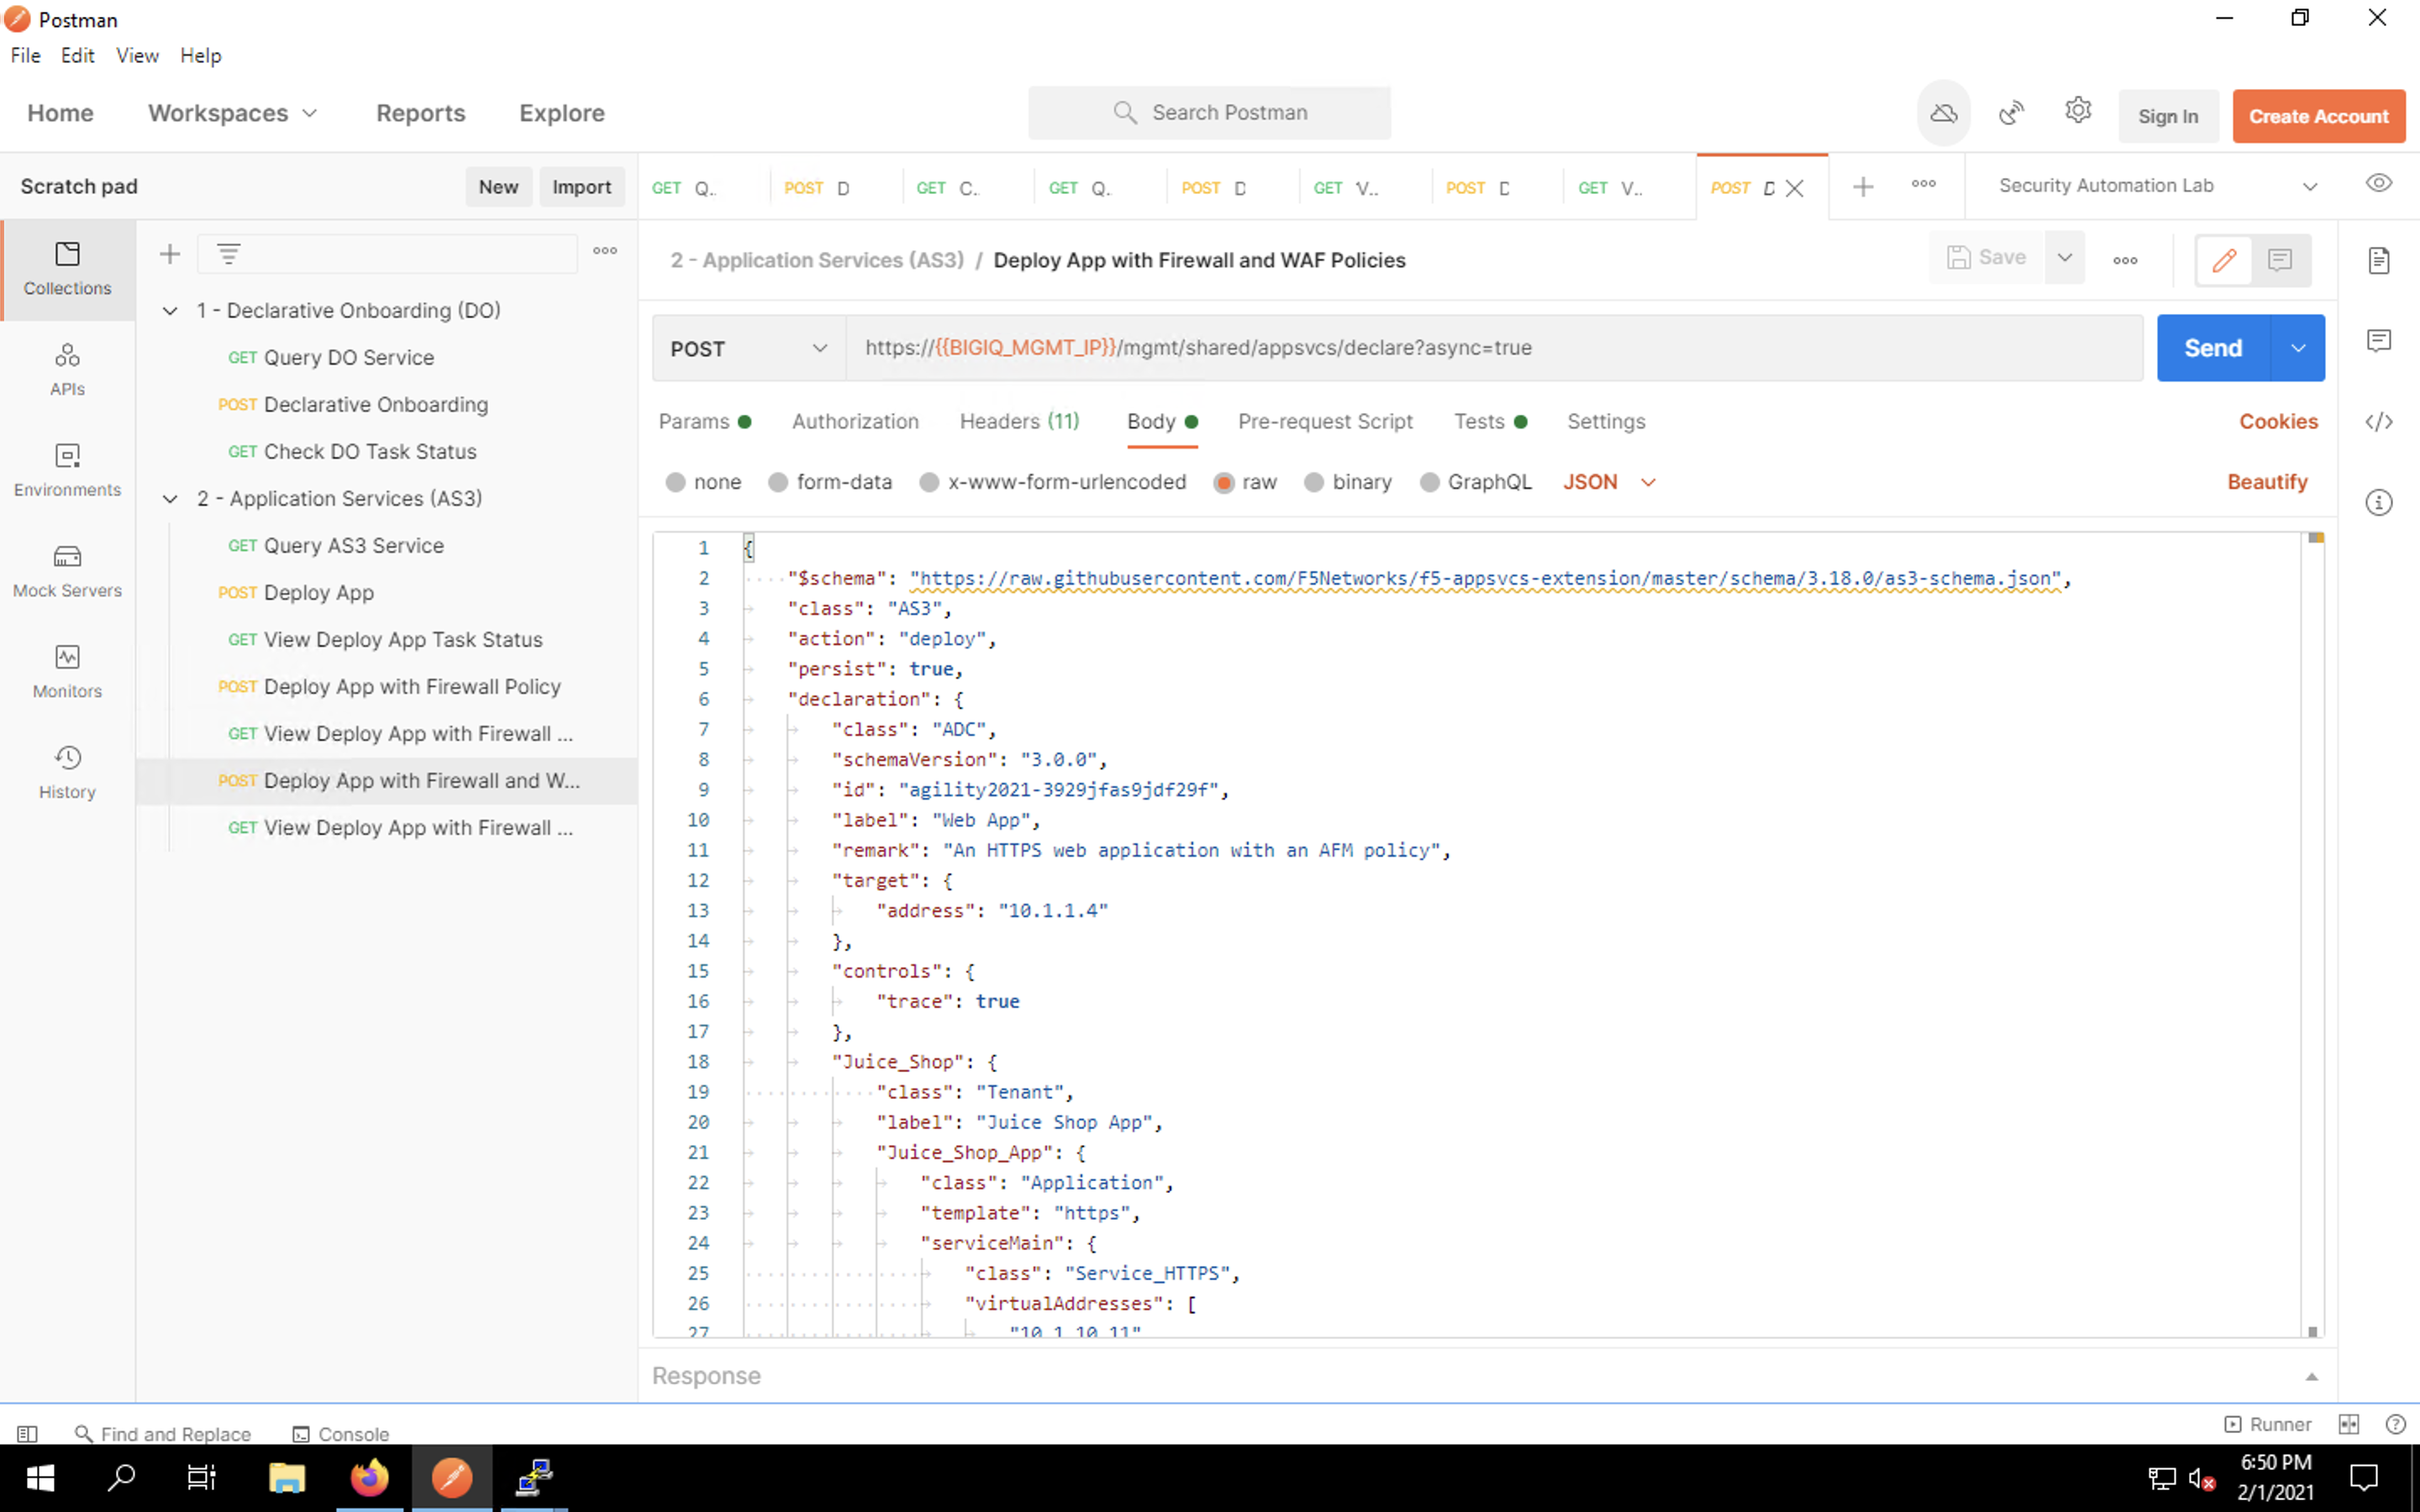 Postman
File Edit View Help
Home Workspaces Reports Explore Search Postman Sign In Create Account
Scratch pad New Import
GET Q.. POST D GET C.. GET Q.. POST D GET V.. POST D GET V.. POST D Security Automation Lab
Collections
APIs
Environments
Mock Servers
Monitors
History
1 - Declarative Onboarding (DO)
GET Query DO Service
POST Declarative Onboarding
GET Check DO Task Status
2 - Application Services (AS3)
GET Query AS3 Service
POST Deploy App
GET View Deploy App Task Status
POST Deploy App with Firewall Policy
GET View Deploy App with Firewall ...
POST Deploy App with Firewall and W...
GET View Deploy App with Firewall ...
2 - Application Services (AS3) / Deploy App with Firewall and WAF Policies Save
POST https://{{BIGIQ_MGMT_IP}}/mgmt/shared/appsvcs/declare?async=true Send
Params Authorization Headers (11) Body Pre-request Script Tests Settings Cookies
none form-data x-www-form-urlencoded raw binary GraphQL JSON Beautify
1 {
2 "$schema": "https://raw.githubusercontent.com/F5Networks/f5-appsvcs-extension/master/schema/3.18.0/as3-schema.json",
3 "class": "AS3",
4 "action": "deploy",
5 "persist": true,
6 "declaration": {
7 "class": "ADC",
8 "schemaVersion": "3.0.0",
9 "id": "agility2021-3929jfas9jdf29f",
10 "label": "Web App",
11 "remark": "An HTTPS web application with an AFM policy",
12 "target": {
13 "address": "10.1.1.4"
14 },
15 "controls": {
16 "trace": true
17 },
18 "Juice_Shop": {
19 "class": "Tenant",
20 "label": "Juice Shop App",
21 "Juice_Shop_App": {
22 "class": "Application",
23 "template": "https",
24 "serviceMain": {
25 "class": "Service_HTTPS",
26 "virtualAddresses": [
27 "10.1.10.11"
Response
Find and Replace Console Runner
6:50 PM
2/1/2021